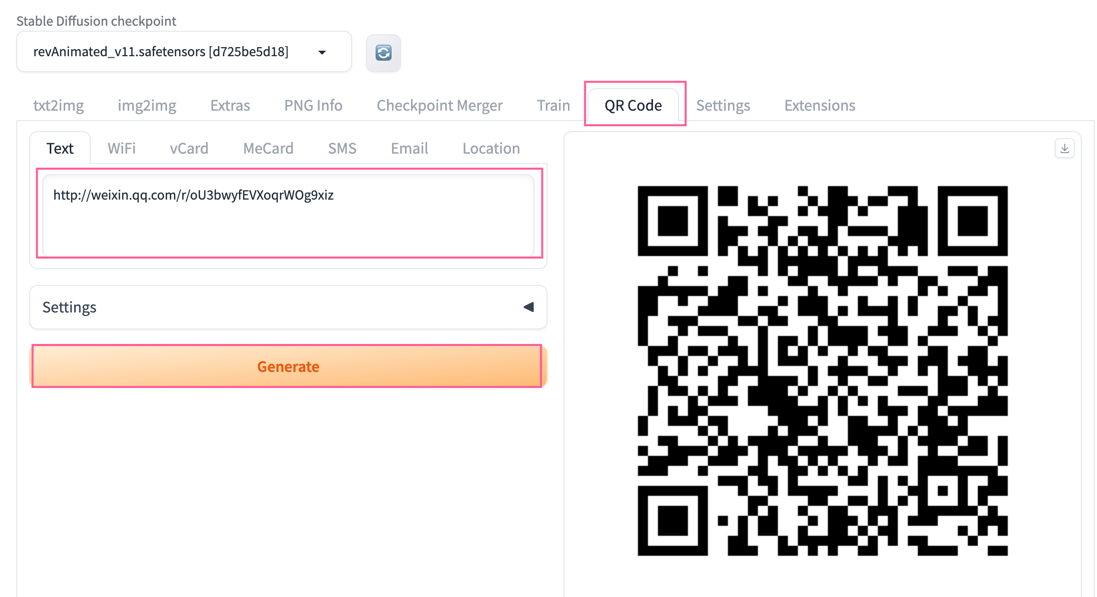 Stable Diffusion checkpoint
revAnimated_v11.safetensors [d725be5d18]
txt2img img2img Extras PNG Info Checkpoint Merger Train QR Code Settings Extensions
Text WiFi vCard MeCard SMS Email Location
http://weixin.qq.com/r/oU3bwyfEVXoqrWOg9xiz
Settings
Generate